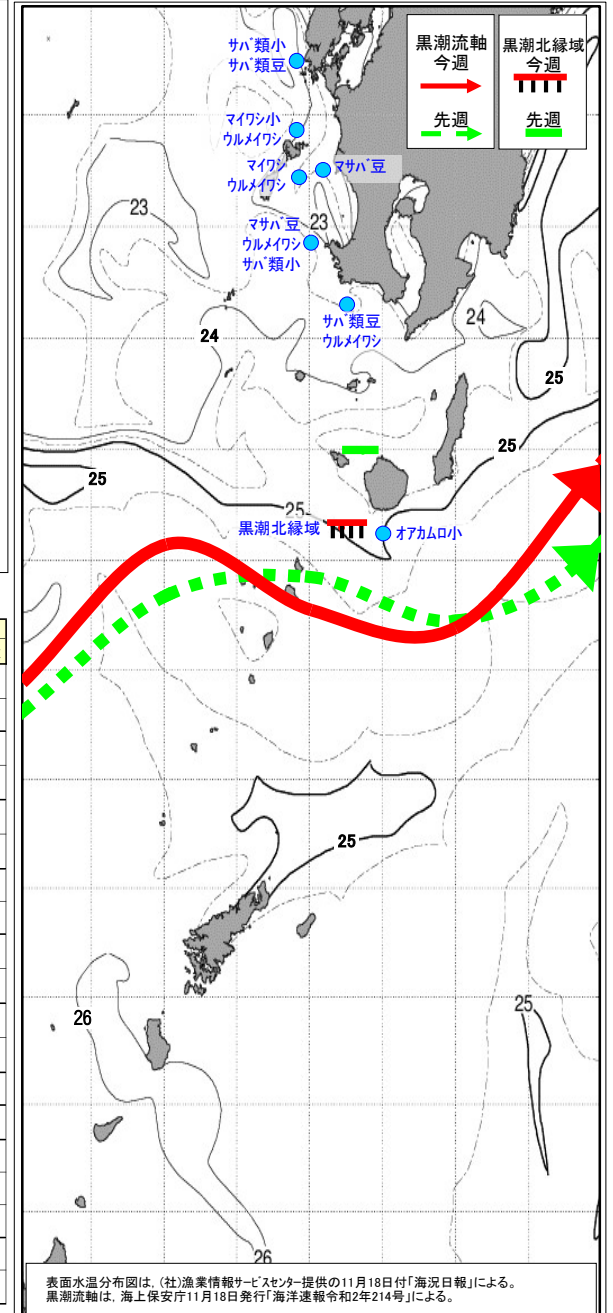 黒潮流軸
今週
先週
黒潮北縁域
今週
先週
サバ類小
サバ類豆
マイワシ小
ウルメイワシ
マイワシ
ウルメイワシ
マサバ豆
23
23
マサバ豆
ウルメイワシ
サバ類小
サバ類豆
ウルメイワシ
24
24
25
25
25
25
黒潮北縁域
オアカムロ小
25
26
25
26
表面水温分布図は、(社)漁業情報サービスセンター提供の11月18日付「海況日報」による。
黒潮流軸は、海上保安庁11月18日発行「海洋速報令和2年214号」による。